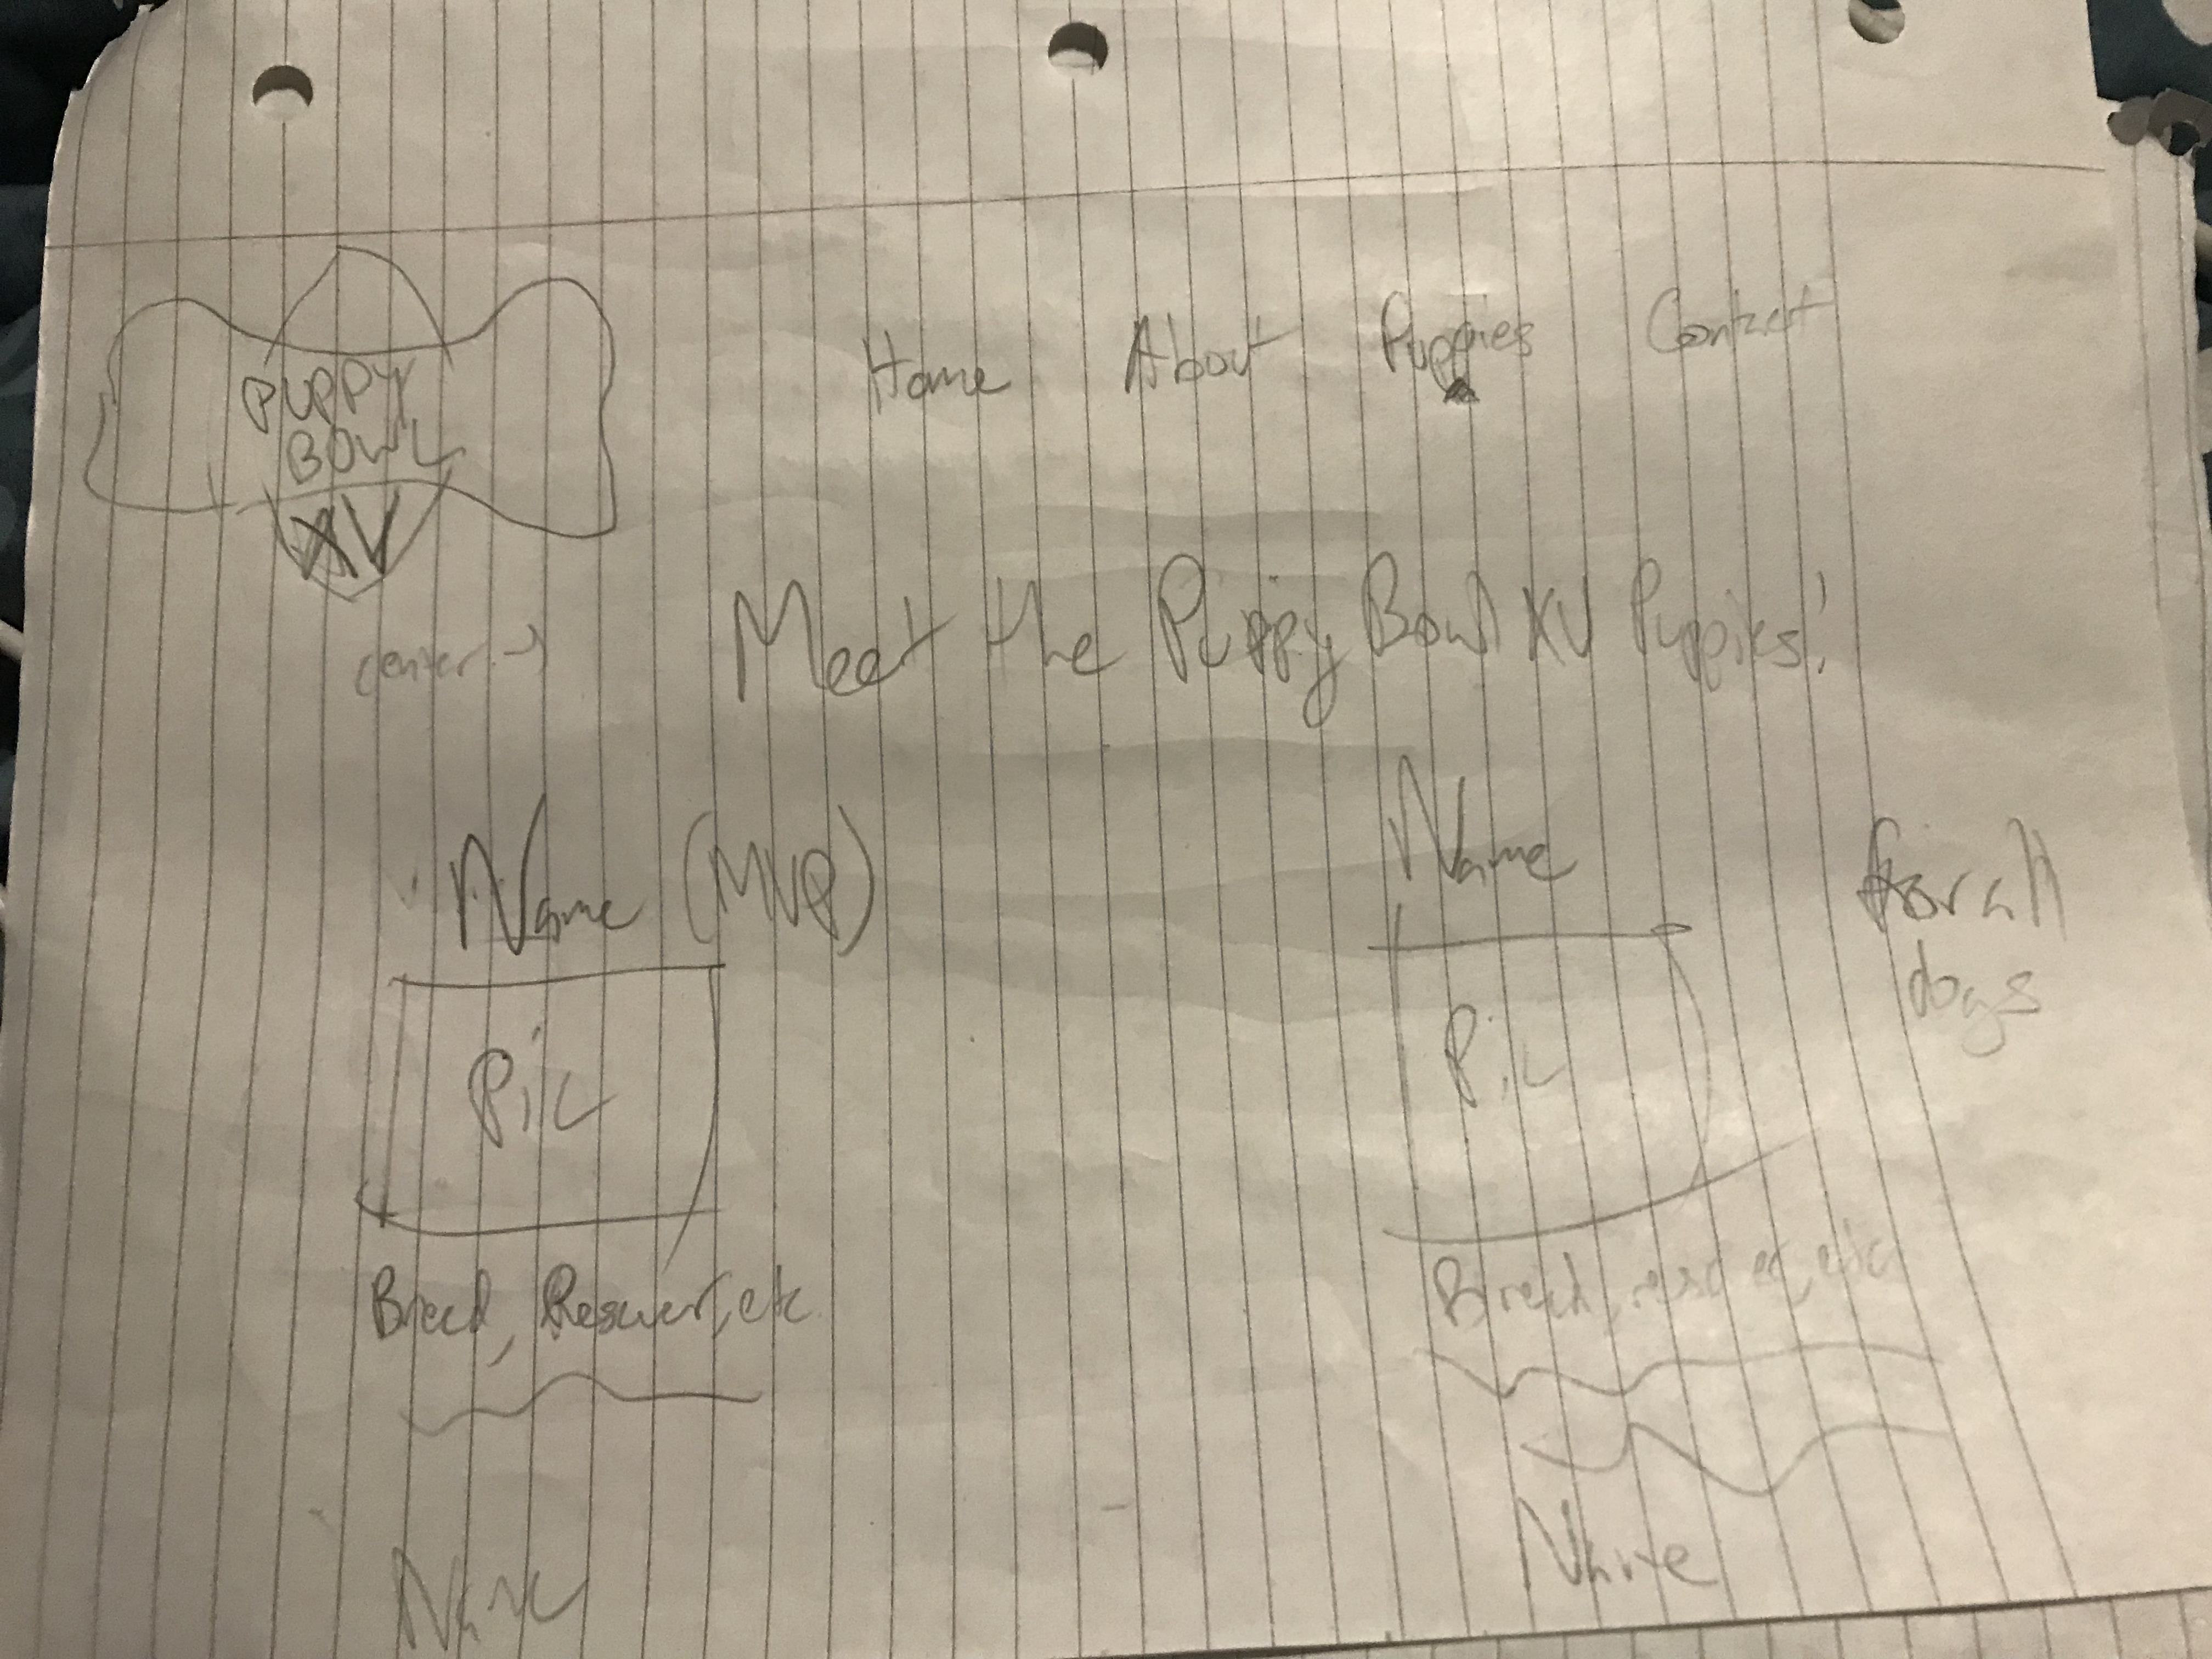 PUPPY
BOWL
XV
Home About Puppies Contact
center →
Meet the Puppy Bowl XV Puppies!
Name (MVP)
Name
for all
dogs
Pic
Pic
Breed, Rescuer, etc
Breed, rescuer, etc
Name
Name